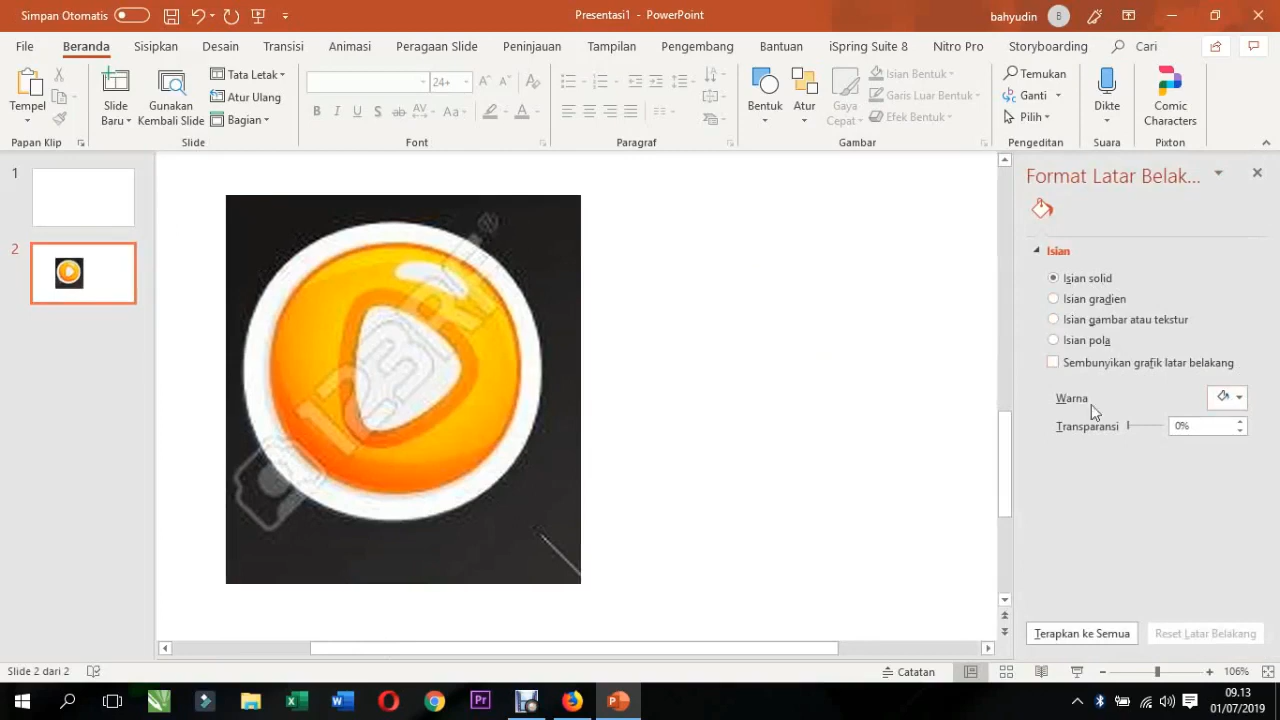 Simpan Otomatis
Presentasi1 - PowerPoint
bahyudin
B
File
Beranda
Sisipkan
Desain
Transisi
Animasi
Peragaan Slide
Peninjauan
Tampilan
Pengembang
Bantuan
iSpring Suite 8
Nitro Pro
Storyboarding
Cari
Tempel
Slide
Baru
Gunakan
Kembali Slide
Tata Letak
Atur Ulang
Bagian
24+
Bentuk
Atur
Gaya
Cepat
Isian Bentuk
Garis Luar Bentuk
Efek Bentuk
Temukan
Ganti
Pilih
Dikte
Comic
Characters
Papan Klip
Slide
Font
Paragraf
Gambar
Pengeditan
Suara
Pixton
1
2
123RF®
Format Latar Belak...
Isian
Isian solid
Isian gradien
Isian gambar atau tekstur
Isian pola
Sembunyikan grafik latar belakang
Warna
Transparansi
0%
Terapkan ke Semua
Reset Latar Belakang
Slide 2 dari 2
Catatan
106%
09.13
01/07/2019